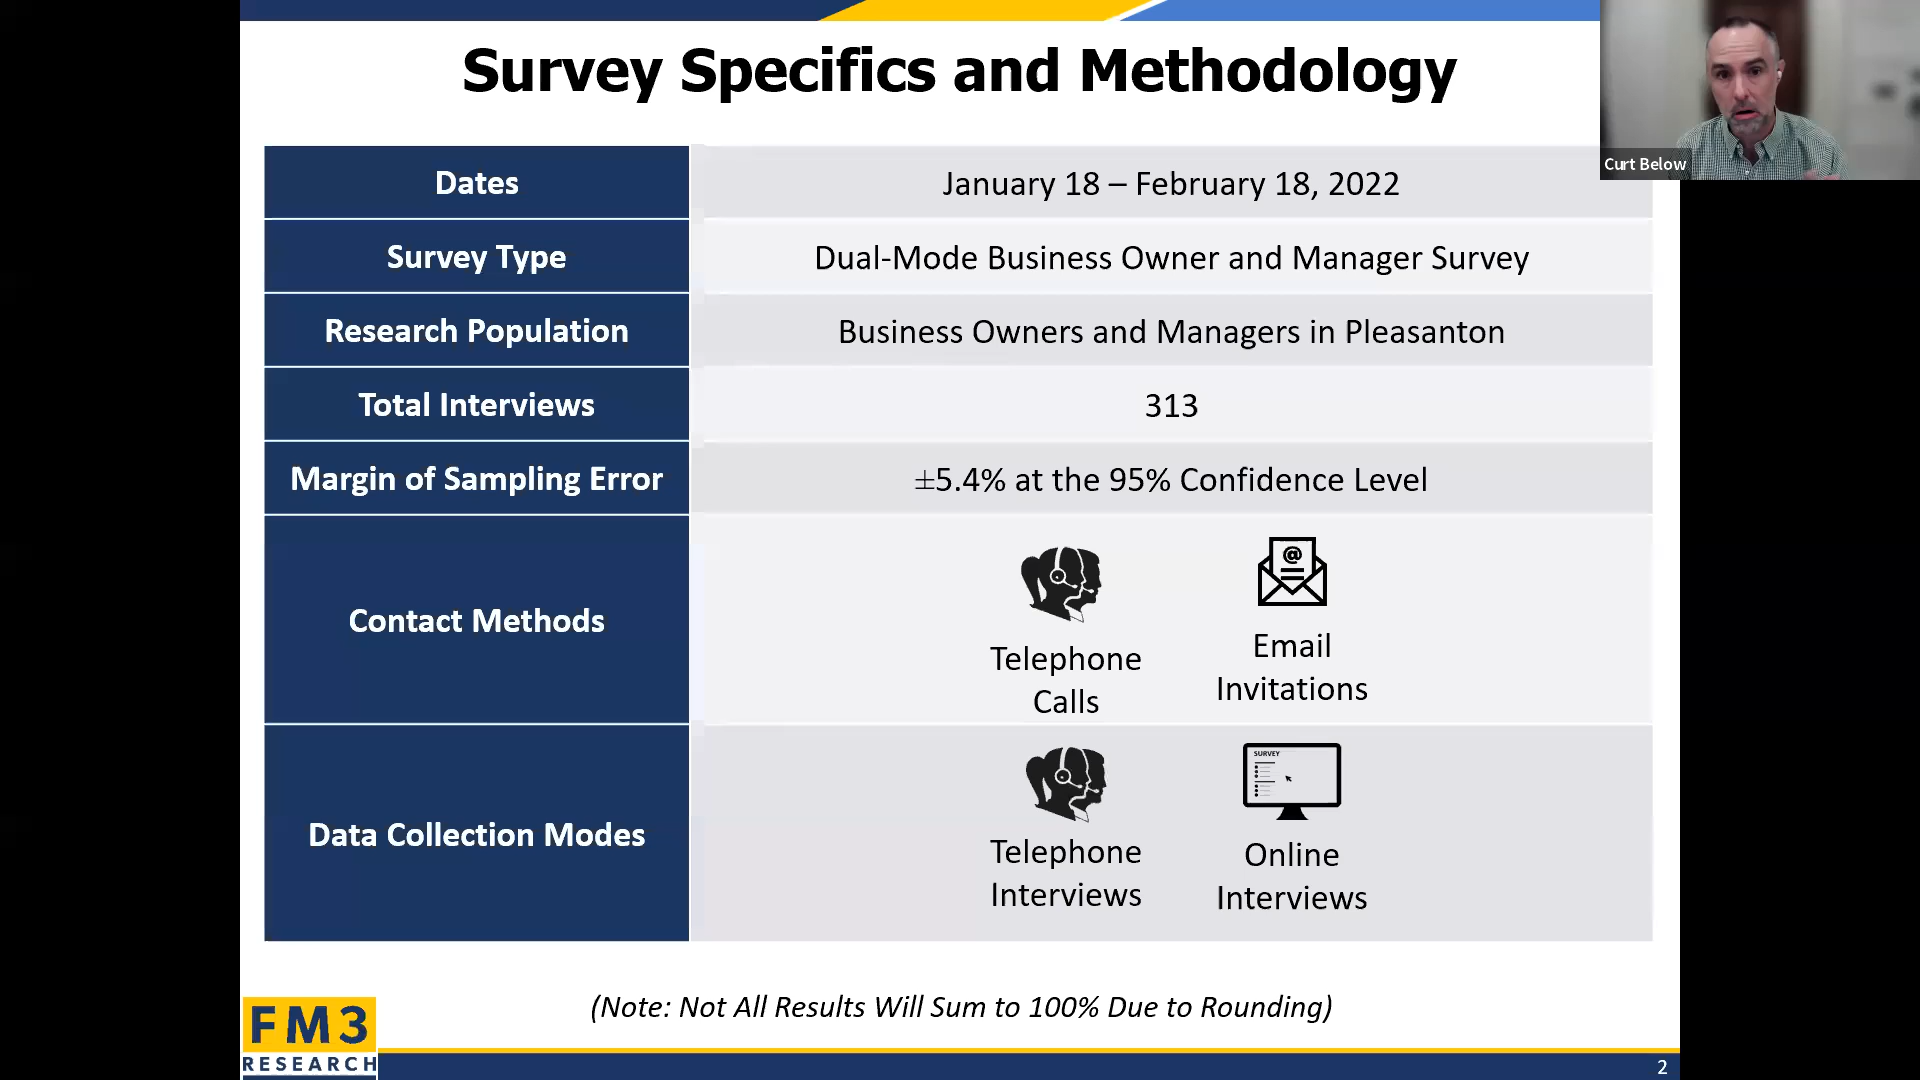 Survey Specifics and Methodology
Curt Below
Dates
January 18 – February 18, 2022
Survey Type
Dual-Mode Business Owner and Manager Survey
Research Population
Business Owners and Managers in Pleasanton
Total Interviews
313
Margin of Sampling Error
±5.4% at the 95% Confidence Level
Contact Methods
Telephone
Calls
@
Email
Invitations
Data Collection Modes
Telephone
Interviews
SURVEY
Online
Interviews
(Note: Not All Results Will Sum to 100% Due to Rounding)
FM3
RESEARCH
2